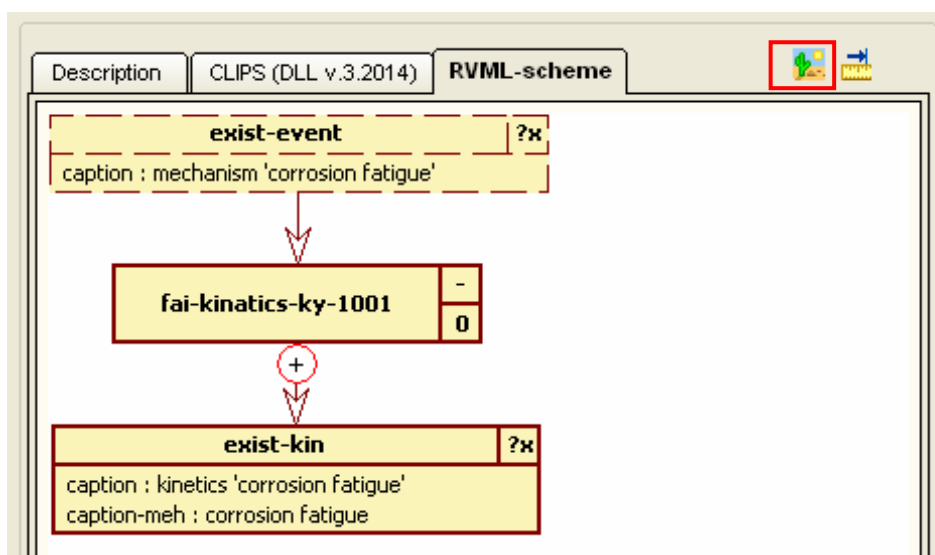 Description CLIPS (DLL v.3.2014) RVML-scheme
exist-event ?x
caption : mechanism 'corrosion fatigue'
fai-kinatics-ky-1001 -
0
+
exist-kin ?x
caption : kinetics 'corrosion fatigue'
caption-meh : corrosion fatigue